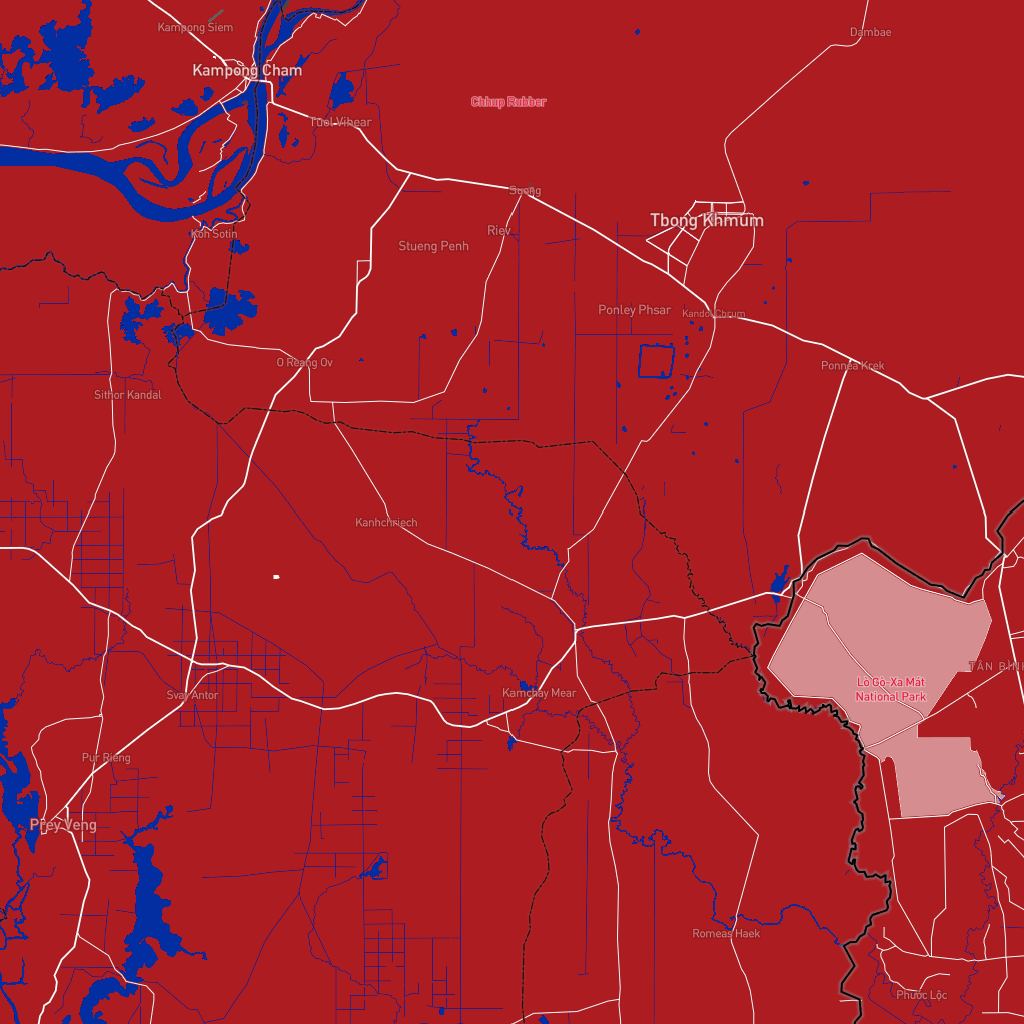 Kampong Siem
Dambae
Kampong Cham
Chhup Rubber
Tuol Vihear
Suong
Tbong Khmum
Koh Sotin
Riev
Stueng Penh
Ponley Phsar
Kandol Chrum
O Reang Ov
Ponnea Krek
Sithor Kandal
Kanhchriech
TÂN BÌNH
Lò Gò-Xa Mát
National Park
Svay Antor
Kamchay Mear
Pur Rieng
Prey Veng
Romeas Haek
Phước Lộc